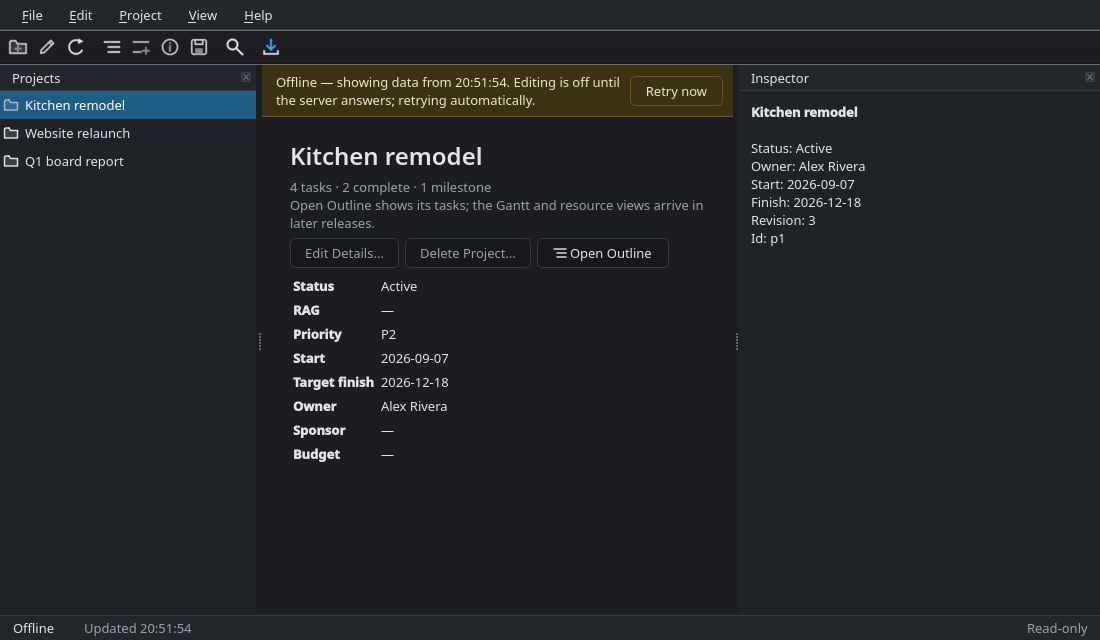 File Edit Project View Help
Projects
Kitchen remodel
Website relaunch
Q1 board report
Offline — showing data from 20:51:54. Editing is off until
the server answers; retrying automatically.
Retry now
Kitchen remodel
4 tasks · 2 complete · 1 milestone
Open Outline shows its tasks; the Gantt and resource views arrive in
later releases.
Edit Details... Delete Project... Open Outline
Status Active
RAG —
Priority P2
Start 2026-09-07
Target finish 2026-12-18
Owner Alex Rivera
Sponsor —
Budget —
Inspector
Kitchen remodel
Status: Active
Owner: Alex Rivera
Start: 2026-09-07
Finish: 2026-12-18
Revision: 3
Id: p1
Offline Updated 20:51:54 Read-only